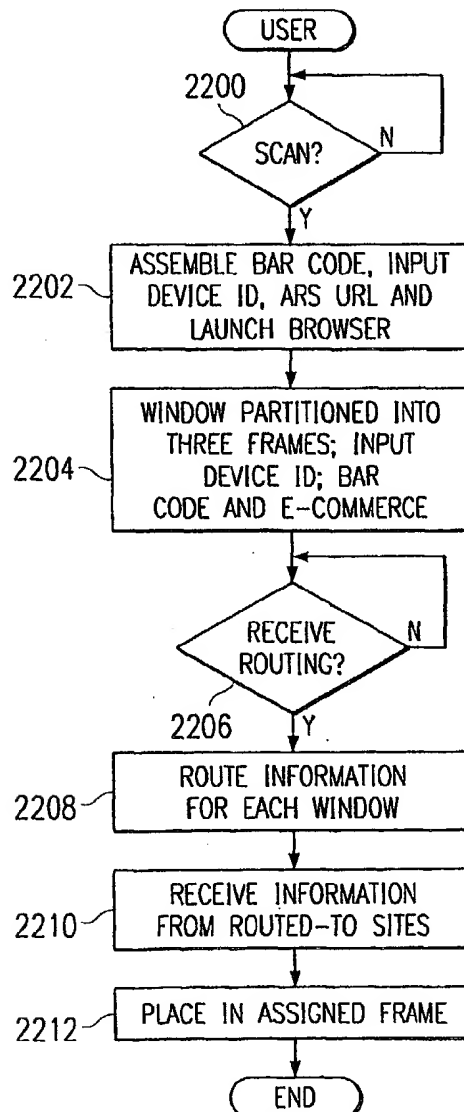 USER
2200
SCAN?
N
Y
2202
ASSEMBLE BAR CODE, INPUT
DEVICE ID, ARS URL AND
LAUNCH BROWSER
2204
WINDOW PARTITIONED INTO
THREE FRAMES; INPUT
DEVICE ID; BAR
CODE AND E-COMMERCE
RECEIVE
ROUTING?
N
2206
Y
2208
ROUTE INFORMATION
FOR EACH WINDOW
2210
RECEIVE INFORMATION
FROM ROUTED-TO SITES
2212
PLACE IN ASSIGNED FRAME
END